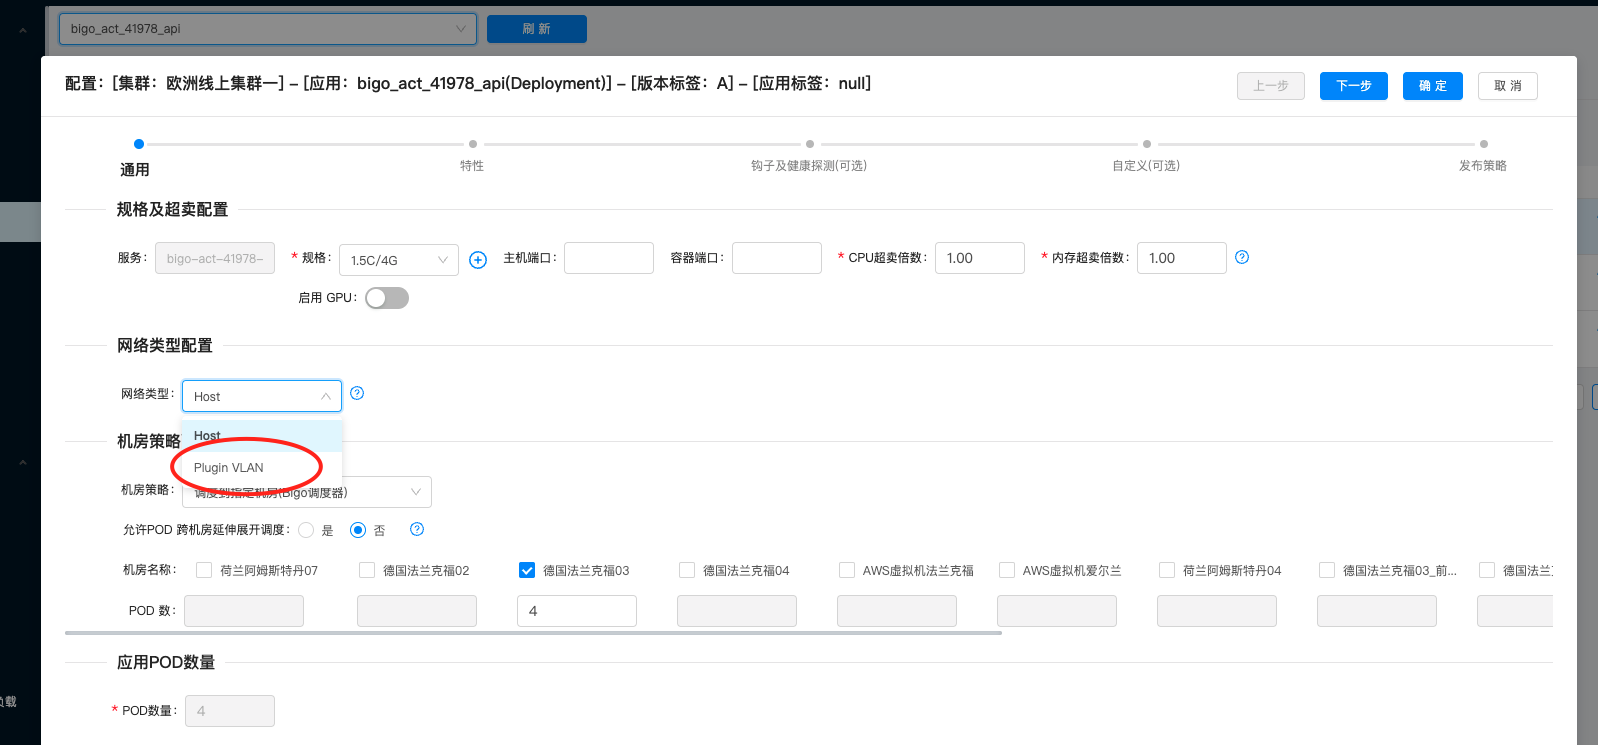 bigo_act_41978_api
刷 新
配置：[集群：欧洲线上集群一] – [应用：bigo_act_41978_api(Deployment)] – [版本标签：A] – [应用标签：null]
上一步
下一步
确 定
取 消
通用
特性
钩子及健康探测(可选)
自定义(可选)
发布策略
规格及超卖配置
服务：
bigo-act-41978-
* 规格：
1.5C/4G
主机端口：
容器端口：
* CPU超卖倍数：
1.00
* 内存超卖倍数：
1.00
启用 GPU：
网络类型配置
网络类型：
Host
Host
Plugin VLAN
机房策略
机房策略：
调度到指定机房(Bigo调度器)
允许POD 跨机房延伸展开调度：
是
否
机房名称：
荷兰阿姆斯特丹07
德国法兰克福02
德国法兰克福03
德国法兰克福04
AWS虚拟机法兰克福
AWS虚拟机爱尔兰
荷兰阿姆斯特丹04
德国法兰克福03_前...
德国法兰
POD 数：
4
应用POD数量
负载
* POD数量：
4